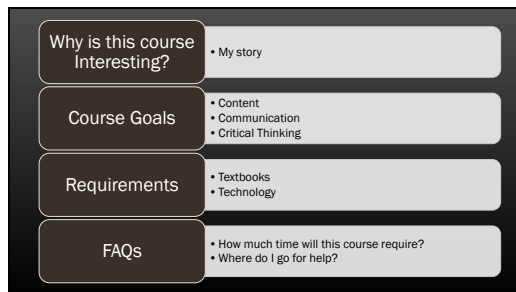 Why is this course
Interesting?
• My story
Course Goals
• Content
• Communication
• Critical Thinking
Requirements
• Textbooks
• Technology
FAQs
• How much time will this course require?
• Where do I go for help?